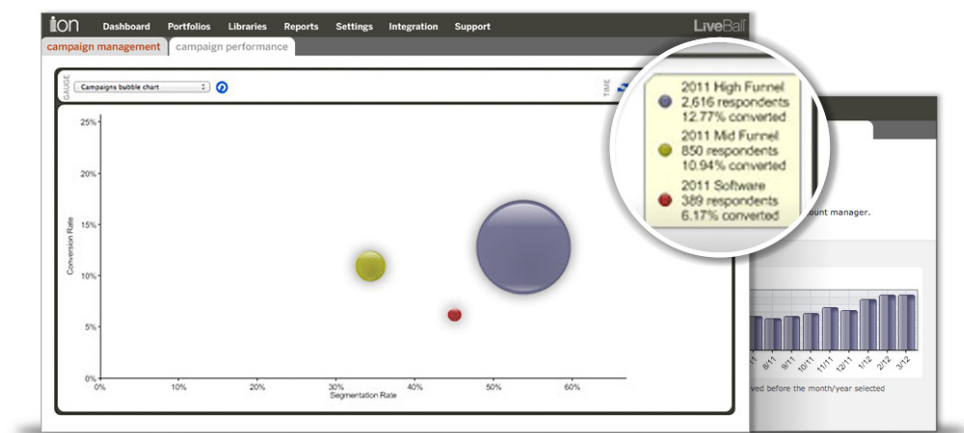 ion Dashboard Portfolios Libraries Reports Settings Integration Support LiveBall
campaign management campaign performance
GAUGE Campaigns bubble chart TIME
2011 High Funnel
2,616 respondents
12.77% converted
2011 Mid Funnel
850 respondents
10.94% converted
2011 Software
389 respondents
6.17% converted
25%
20%
15%
10%
5%
0%
Conversion Rate
0% 10% 20% 30% 40% 50% 60%
Segmentation Rate
ount manager.
8/11 9/11 10/11 11/11 12/11 1/12 2/12 3/12
ved before the month/year selected